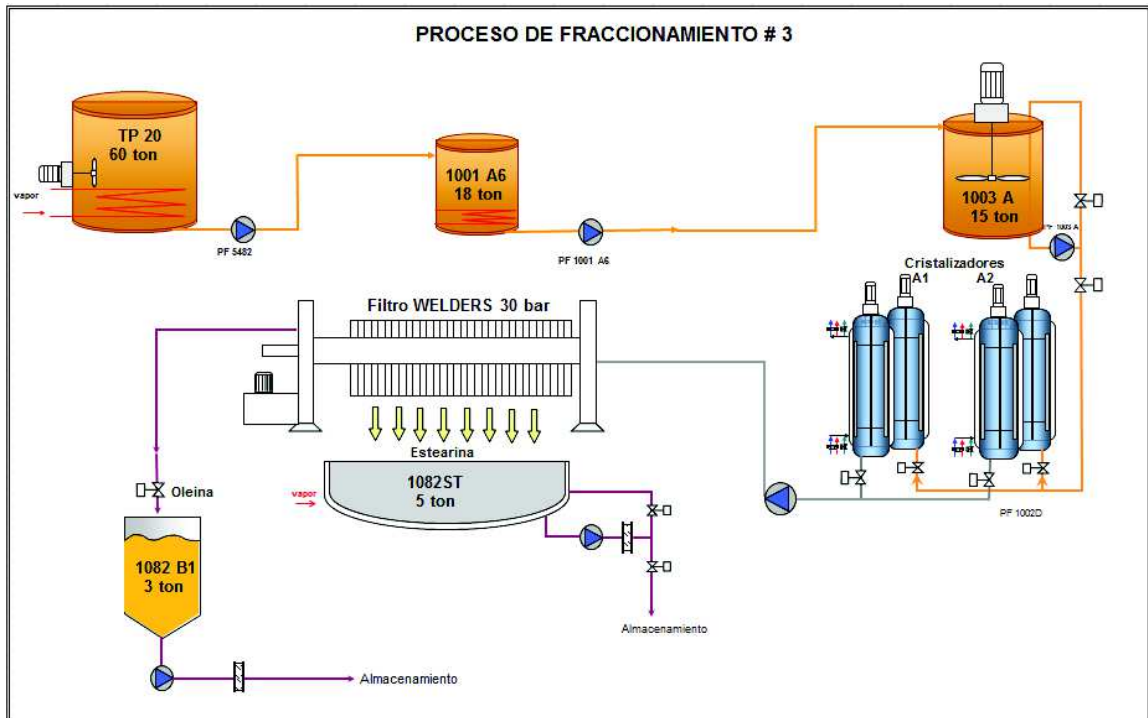 PROCESO DE FRACCIONAMIENTO # 3
TP 20
60 ton
vapor
PF 5482
1001 A6
18 ton
PF 1001 A6
1003 A
15 ton
PF 1003 A
Cristalizadores
A1
A2
Filtro WELDERS 30 bar
Estearina
vapor
1082ST
5 ton
Oleina
PF 1002D
1082 B1
3 ton
Almacenamiento
Almacenamiento